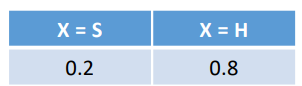 X = S X = H
0.2 0.8